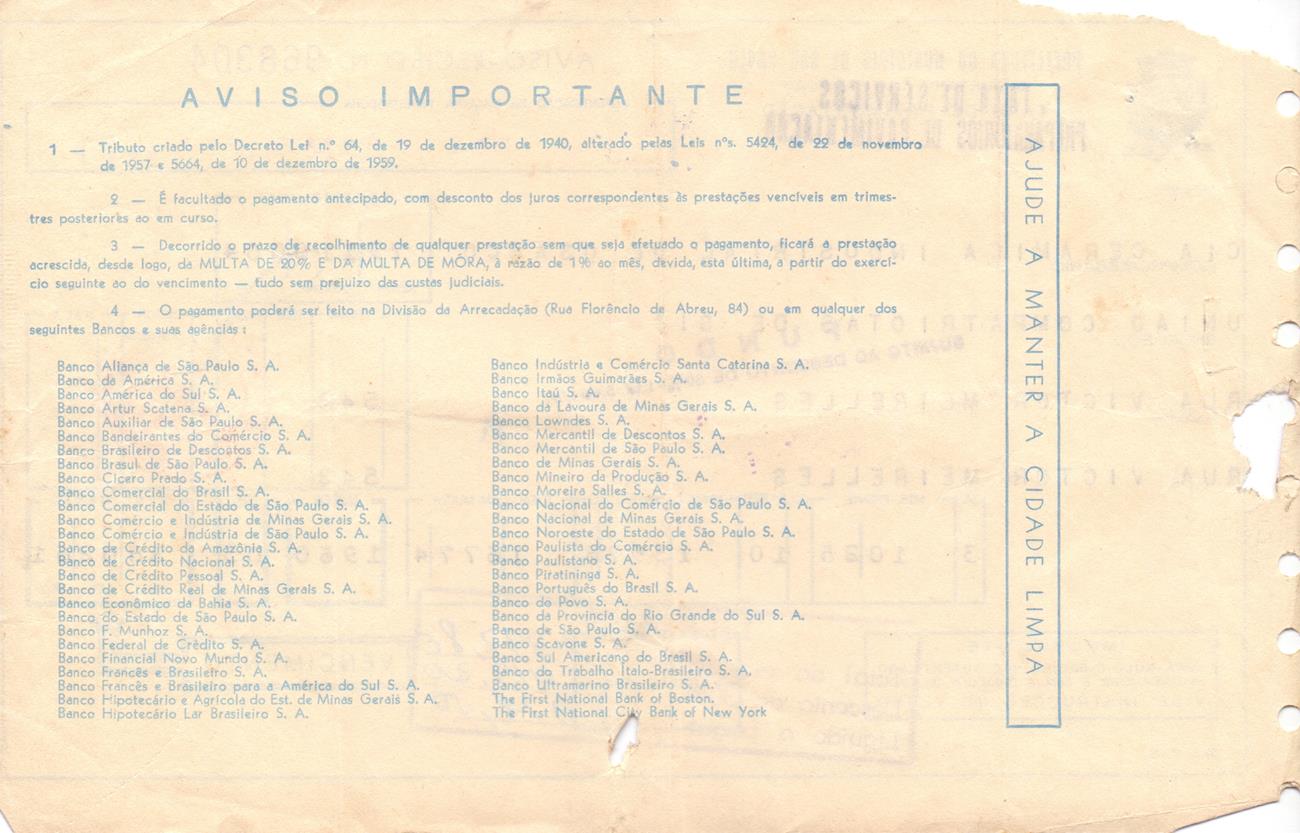 AVISO IMPORTANTE
1 — Tributo criado pelo Decreto Lei n.º 64, de 19 de dezembro de 1940, alterado pelas Leis nºs. 5424, de 22 de novembro
de 1957 e 5664, de 10 de dezembro de 1959.
2 — É facultado o pagamento antecipado, com desconto dos juros correspondentes às prestações vencíveis em trimes-
tres posteriores ao em curso.
3 — Decorrido o prazo de recolhimento de qualquer prestação sem que seja efetuado o pagamento, ficará a prestação
acrescida, desde logo, da MULTA DE 20% E DA MULTA DE MÓRA, à razão de 1% ao mês, devida, esta última, a partir do exercí-
cio seguinte ao do vencimento — tudo sem prejuizo das custas judiciais.
4 — O pagamento poderá ser feito na Divisão da Arrecadação (Rua Florêncio de Abreu, 84) ou em qualquer dos
seguintes Bancos e suas agências:
Banco Aliança de São Paulo S. A.
Banco da América S. A.
Banco América do Sul S. A.
Banco Artur Scatena S. A.
Banco Auxiliar de São Paulo S. A.
Banco Bandeirantes do Comércio S. A.
Banco Brasileiro de Descontos S. A.
Banco Brasul de São Paulo S. A.
Banco Cicero Prado S. A.
Banco Comercial do Brasil S. A.
Banco Comercial do Estado de São Paulo S. A.
Banco Comércio e Indústria de Minas Gerais S. A.
Banco Comércio e Indústria de São Paulo S. A.
Banco de Crédito da Amazônia S. A.
Banco de Crédito Nacional S. A.
Banco de Crédito Pessoal S. A.
Banco de Crédito Real de Minas Gerais S. A.
Banco Econômico da Bahia S. A.
Banco do Estado de São Paulo S. A.
Banco F. Munhoz S. A.
Banco Federal de Crédito S. A.
Banco Financial Novo Mundo S. A.
Banco Francês e Brasileiro S. A.
Banco Francês e Brasileiro para a América do Sul S. A.
Banco Hipotecário e Agrícola do Est. de Minas Gerais S. A.
Banco Hipotecário Lar Brasileiro S. A.
Banco Indústria e Comércio Santa Catarina S. A.
Banco Irmãos Guimarães S. A.
Banco Itaú S. A.
Banco da Lavoura de Minas Gerais S. A.
Banco Lowndes S. A.
Banco Mercantil de Descontos S. A.
Banco Mercantil de São Paulo S. A.
Banco de Minas Gerais S. A.
Banco Mineiro da Produção S. A.
Banco Moreira Salles S. A.
Banco Nacional do Comércio de São Paulo S. A.
Banco Nacional de Minas Gerais S. A.
Banco Noroeste do Estado de São Paulo S. A.
Banco Paulista do Comércio S. A.
Banco Paulistano S. A.
Banco Piratininga S. A.
Banco Português do Brasil S. A.
Banco do Povo S. A.
Banco da Provincia do Rio Grande do Sul S. A.
Banco de São Paulo S. A.
Banco Scavone S. A.
Banco Sul Americano do Brasil S. A.
Banco do Trabalho Italo-Brasileiro S. A.
Banco Ultramarino Brasileiro S. A.
The First National Bank of Boston.
The First National City Bank of New York
AJUDE A MANTER A CIDADE LIMPA